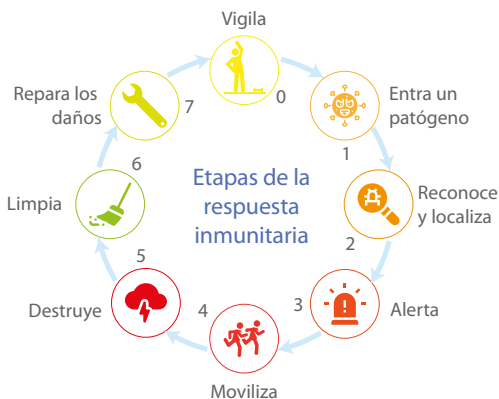 Vigila
0
Entra un
patógeno
1
Reconoce
y localiza
2
Alerta
3
Moviliza
4
Destruye
5
Limpia
6
Repara los
daños
7
Etapas de la
respuesta
inmunitaria